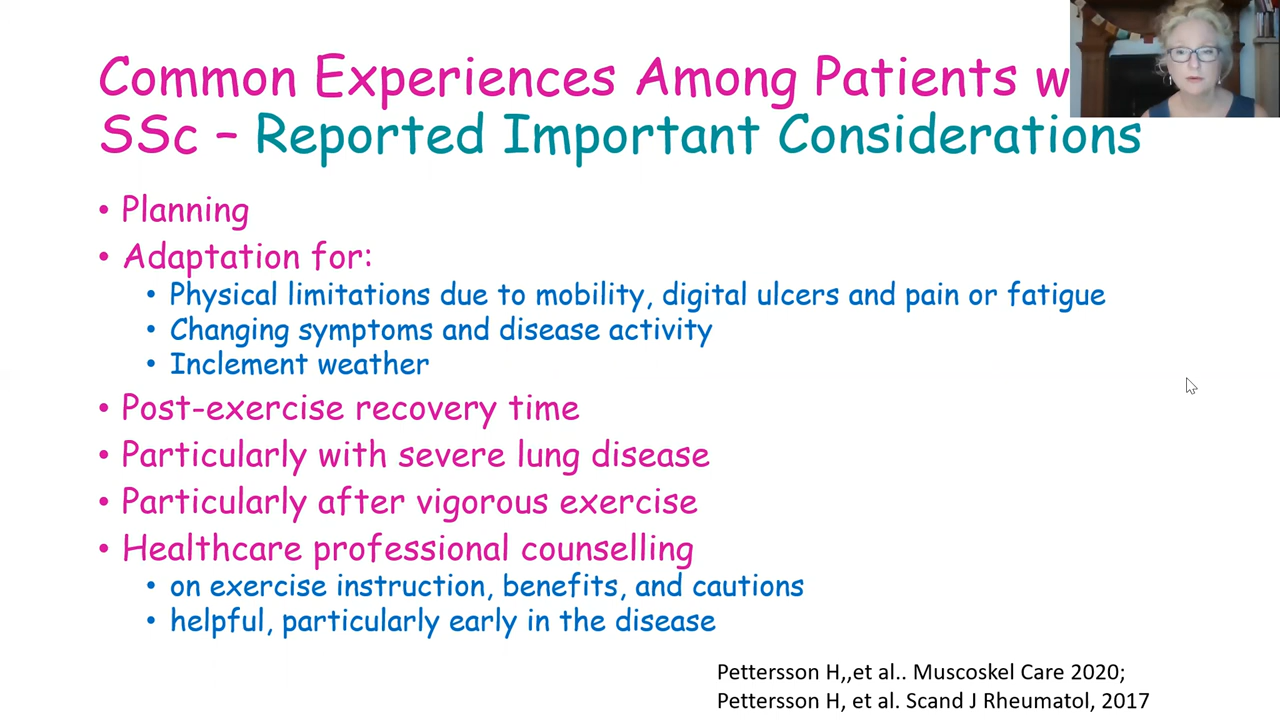 Common Experiences Among Patients w
SSc – Reported Important Considerations
• Planning
• Adaptation for:
• Physical limitations due to mobility, digital ulcers and pain or fatigue
• Changing symptoms and disease activity
• Inclement weather
• Post-exercise recovery time
• Particularly with severe lung disease
• Particularly after vigorous exercise
• Healthcare professional counselling
• on exercise instruction, benefits, and cautions
• helpful, particularly early in the disease
Pettersson H,,et al.. Muscoskel Care 2020;
Pettersson H, et al. Scand J Rheumatol, 2017